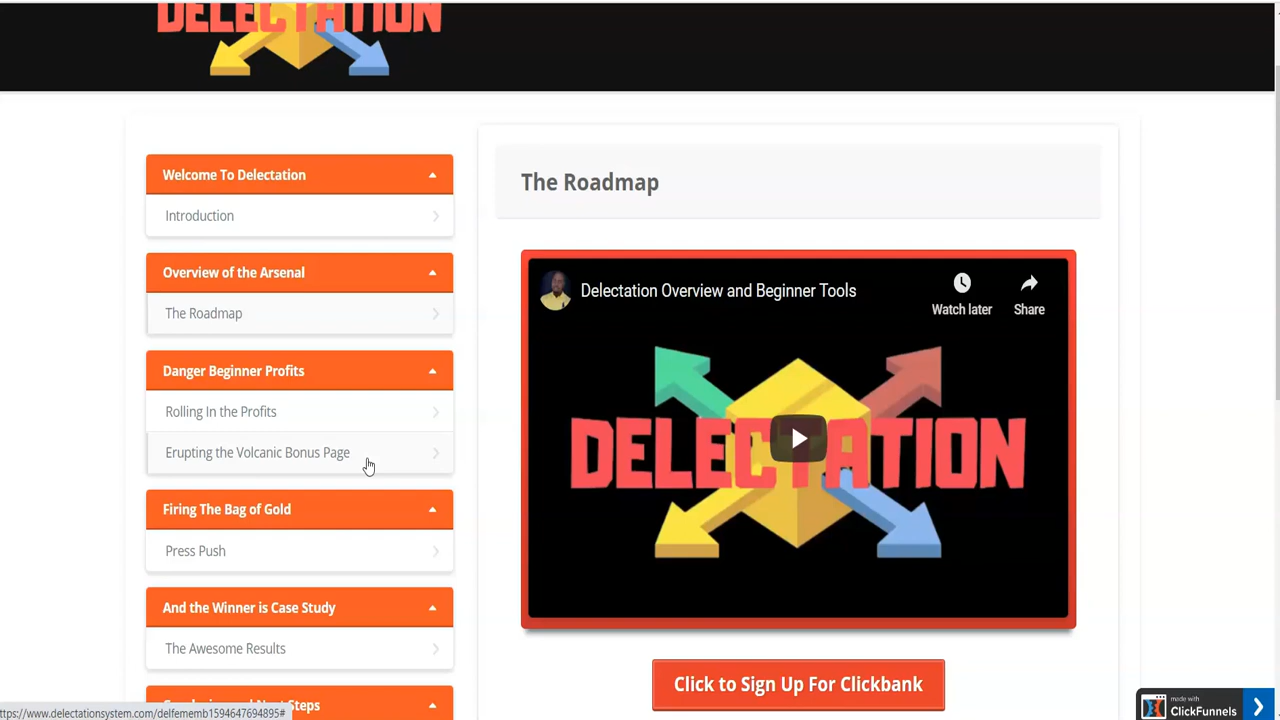 DELECTATION
Welcome To Delectation
Introduction
Overview of the Arsenal
The Roadmap
Danger Beginner Profits
Rolling In the Profits
Erupting the Volcanic Bonus Page
Firing The Bag of Gold
Press Push
And the Winner is Case Study
The Awesome Results
Steps
ttps://www.delectationsystem.com/delfememb1594647694895#
The Roadmap
Delectation Overview and Beginner Tools
Watch later
Share
DELECTATION
Click to Sign Up For Clickbank
made with
ClickFunnels